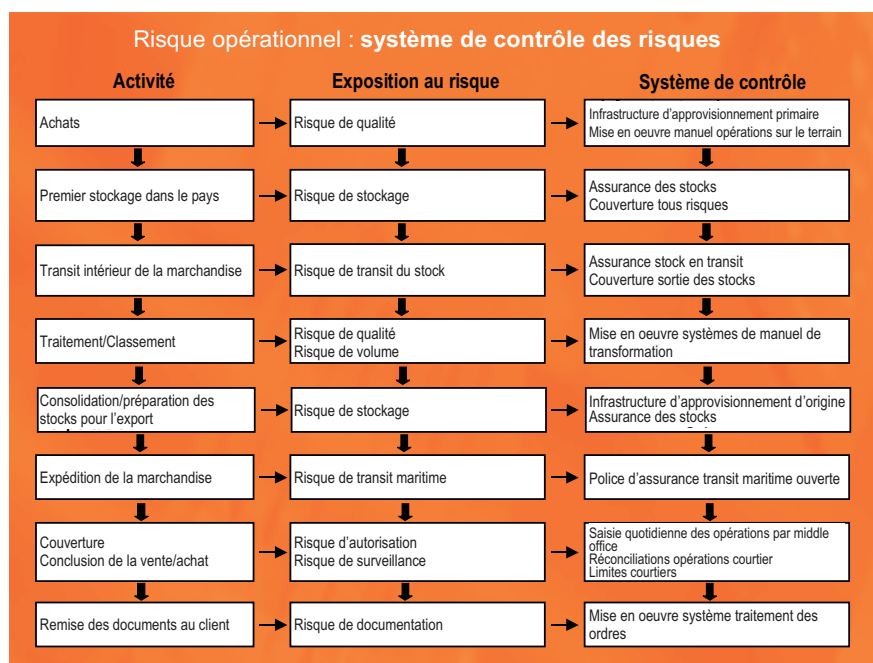 Risque opérationnel : système de contrôle des risques
Activité
Exposition au risque
Système de contrôle
Achats
Risque de qualité
Infrastructure d'approvisionnement primaire
Mise en oeuvre manuel opérations sur le terrain
Premier stockage dans le pays
Risque de stockage
Assurance des stocks
Couverture tous risques
Transit intérieur de la marchandise
Risque de transit du stock
Assurance stock en transit
Couverture sortie des stocks
Traitement/Classement
Risque de qualité
Risque de volume
Mise en oeuvre systèmes de manuel de
transformation
Consolidation/préparation des
stocks pour l'export
Risque de stockage
Infrastructure d'approvisionnement d'origine
Assurance des stocks
Expédition de la marchandise
Risque de transit maritime
Police d'assurance transit maritime ouverte
Couverture
Conclusion de la vente/achat
Risque d'autorisation
Risque de surveillance
Saisie quotidienne des opérations par middle
office
Réconciliations opérations courtier
Limites courtiers
Remise des documents au client
Risque de documentation
Mise en oeuvre système traitement des
ordres